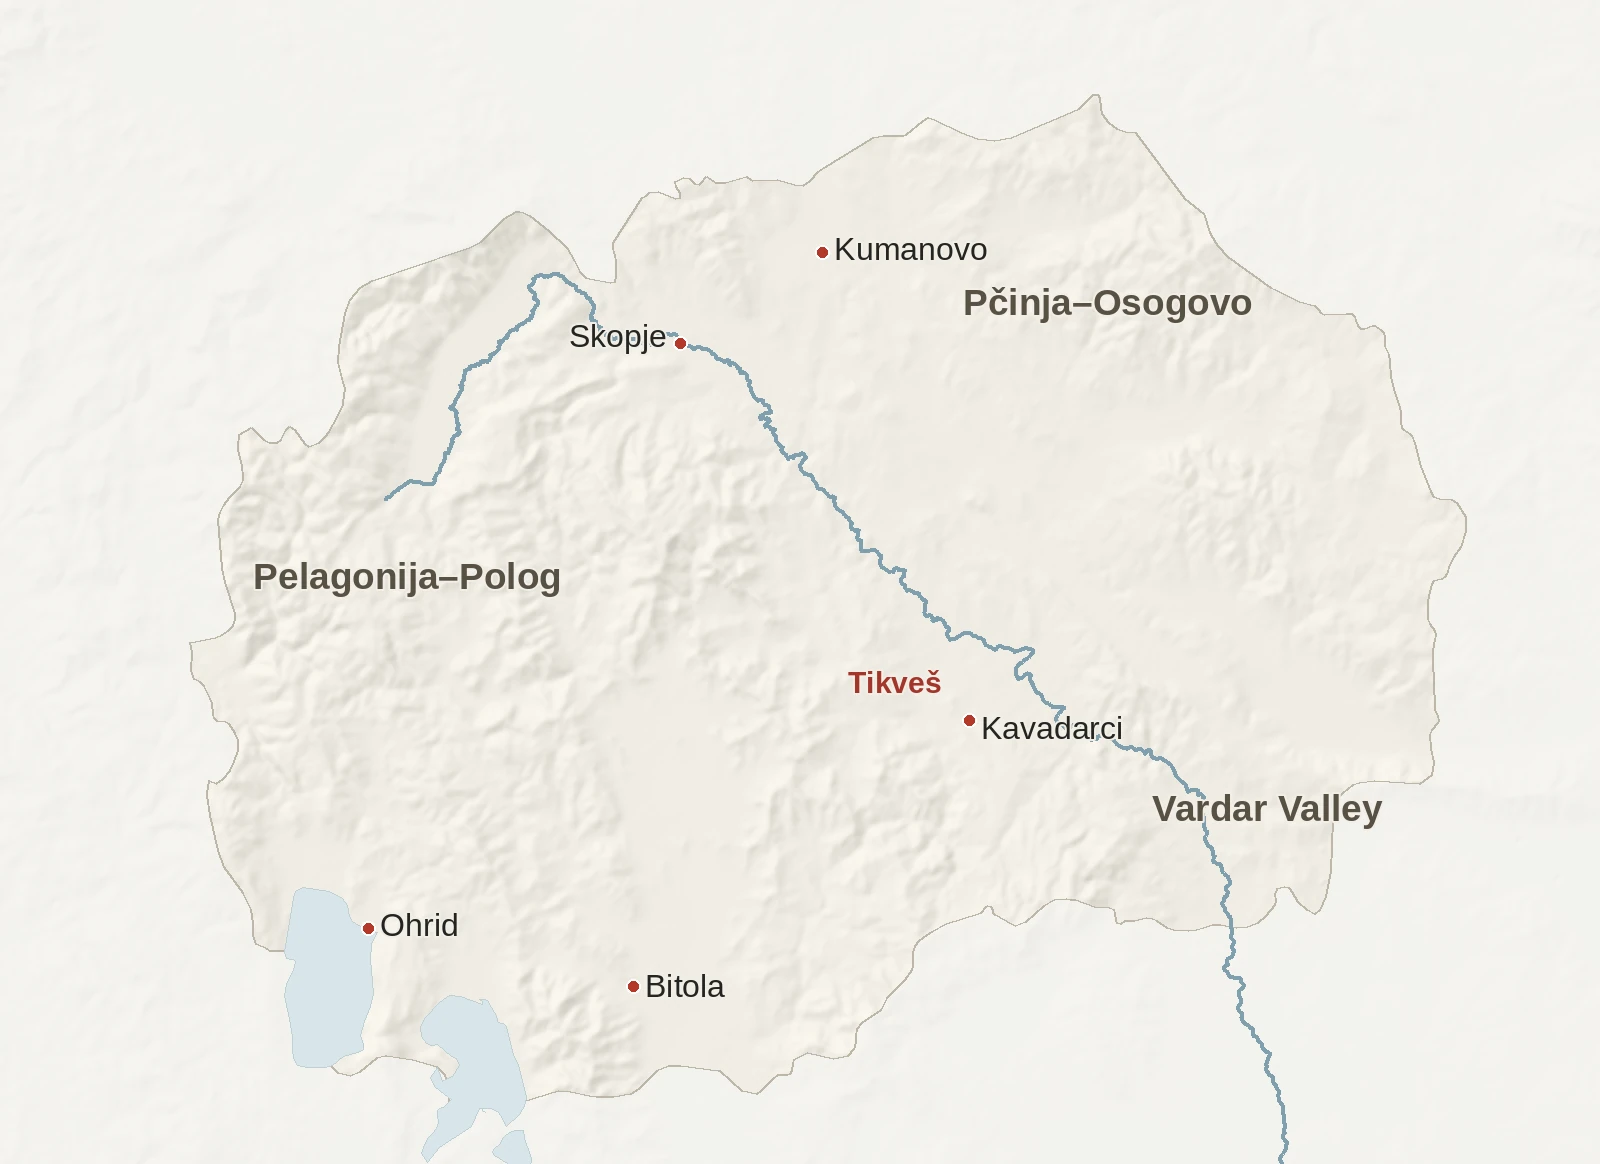 Kumanovo
Pčinja–Osogovo
Skopje
Pelagonija–Polog
Tikveš
Kavadarci
Vardar Valley
Ohrid
Bitola